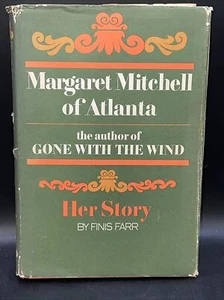 Margaret Mitchell
of Atlanta
the author of
GONE WITH THE WIND
Her Story
BY FINIS FARR